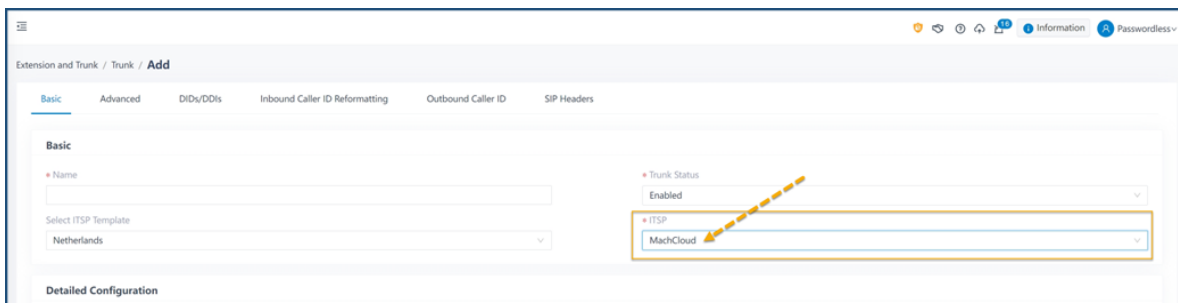 16 Information Passwordless
Extension and Trunk / Trunk / Add
Basic Advanced DIDs/DDIs Inbound Caller ID Reformatting Outbound Caller ID SIP Headers
Basic
* Name
* Trunk Status
Enabled
Select ITSP Template
Netherlands
* ITSP
MachCloud
Detailed Configuration